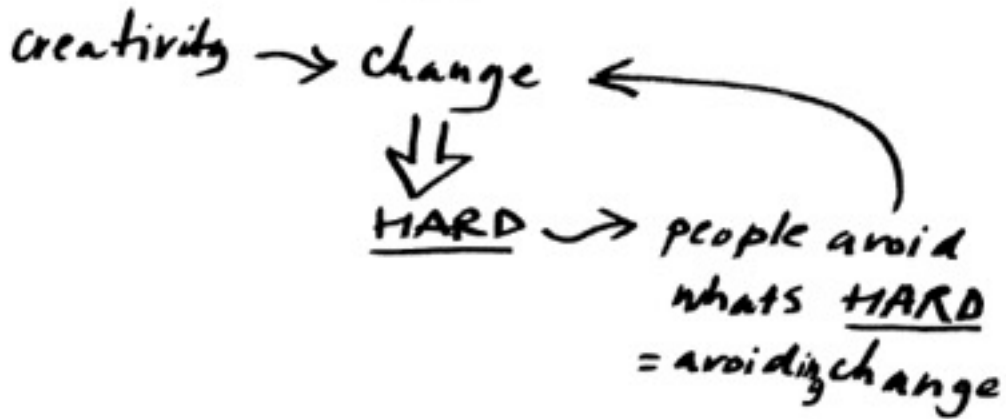 creativity → change
HARD → people avoid
whats HARD
= avoiding change